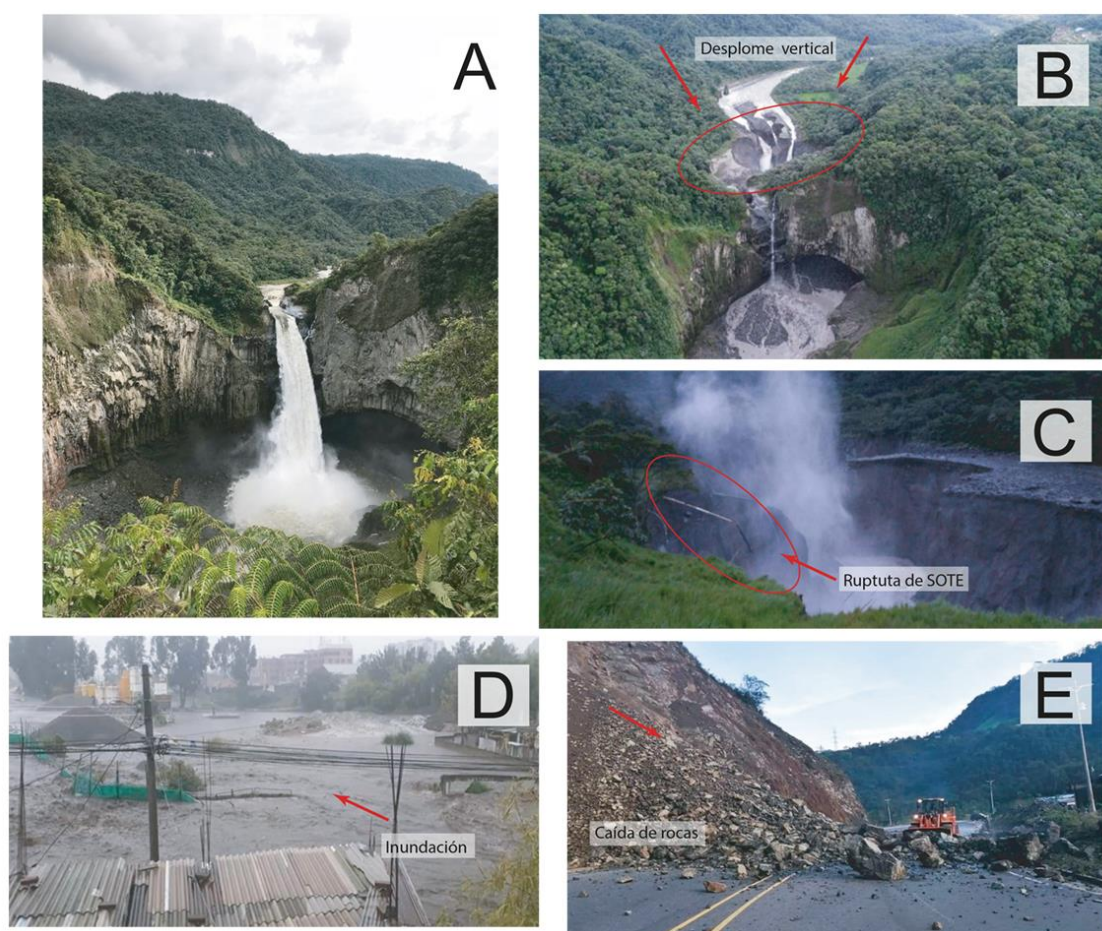 A
Desplome vertical
B
C
Ruptuta de SOTE
D
Inundación
E
Caída de rocas